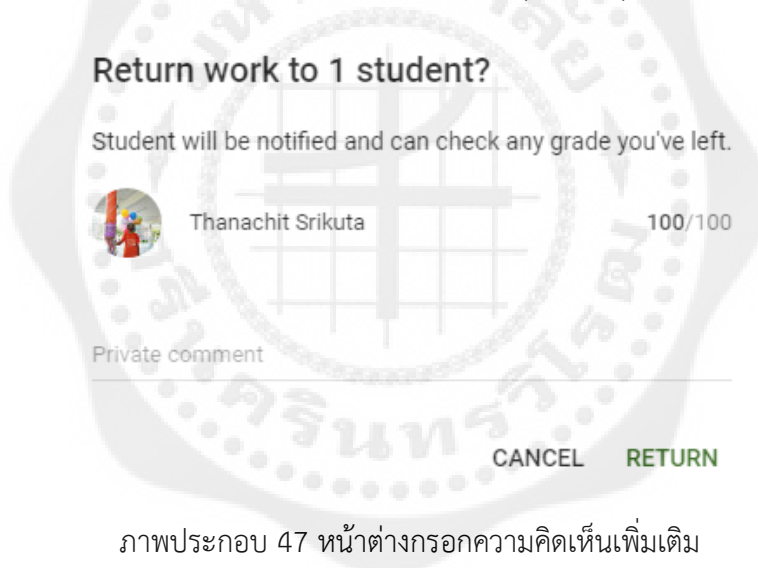 Return work to 1 student?
Student will be notified and can check any grade you've left.
Thanachit Srikuta 100/100
Private comment
CANCEL RETURN
ภาพประกอบ 47 หน้าต่างกรอกความคิดเห็นเพิ่มเติม